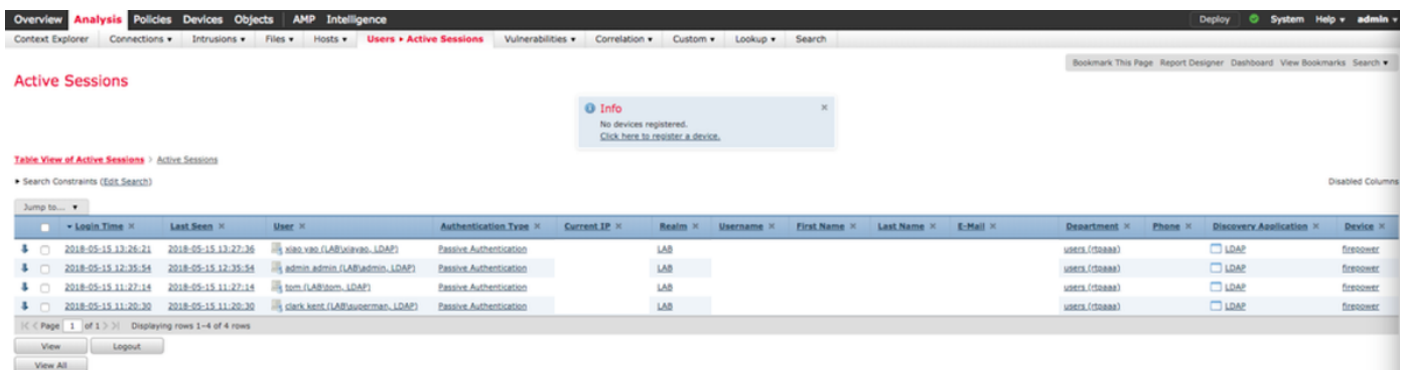 Overview Analysis Policies Devices Objects AMP Intelligence Deploy System Help admin
Context Explorer Connections Intrusions Files Hosts Users Active Sessions Vulnerabilities Correlation Custom Lookup Search
Bookmark This Page Report Designer Dashboard View Bookmarks Search
Active Sessions
Info
No devices registered.
Click here to register a device.
Table View of Active Sessions > Active Sessions
Search Constraints (Edit Search) Disabled Columns
Jump to...
Login Time Last Seen User Authentication Type Current IP Realm Username First Name Last Name E-Mail Department Phone Discovery Application Device
2018-05-15 13:26:21 2018-05-15 13:27:36 xiao yao (LAB\xiayao, LDAP) Passive Authentication LAB users (rtpaaa) LDAP firepower
2018-05-15 12:35:54 2018-05-15 12:35:54 admin admin (LAB\admin, LDAP) Passive Authentication LAB users (rtpaaa) LDAP firepower
2018-05-15 11:27:14 2018-05-15 11:27:14 tom (LAB\tom, LDAP) Passive Authentication LAB users (rtpaaa) LDAP firepower
2018-05-15 11:20:30 2018-05-15 11:20:30 clark kent (LAB\superman, LDAP) Passive Authentication LAB users (rtpaaa) LDAP firepower
Page 1 of 1 Displaying rows 1–4 of 4 rows
View Logout
View All